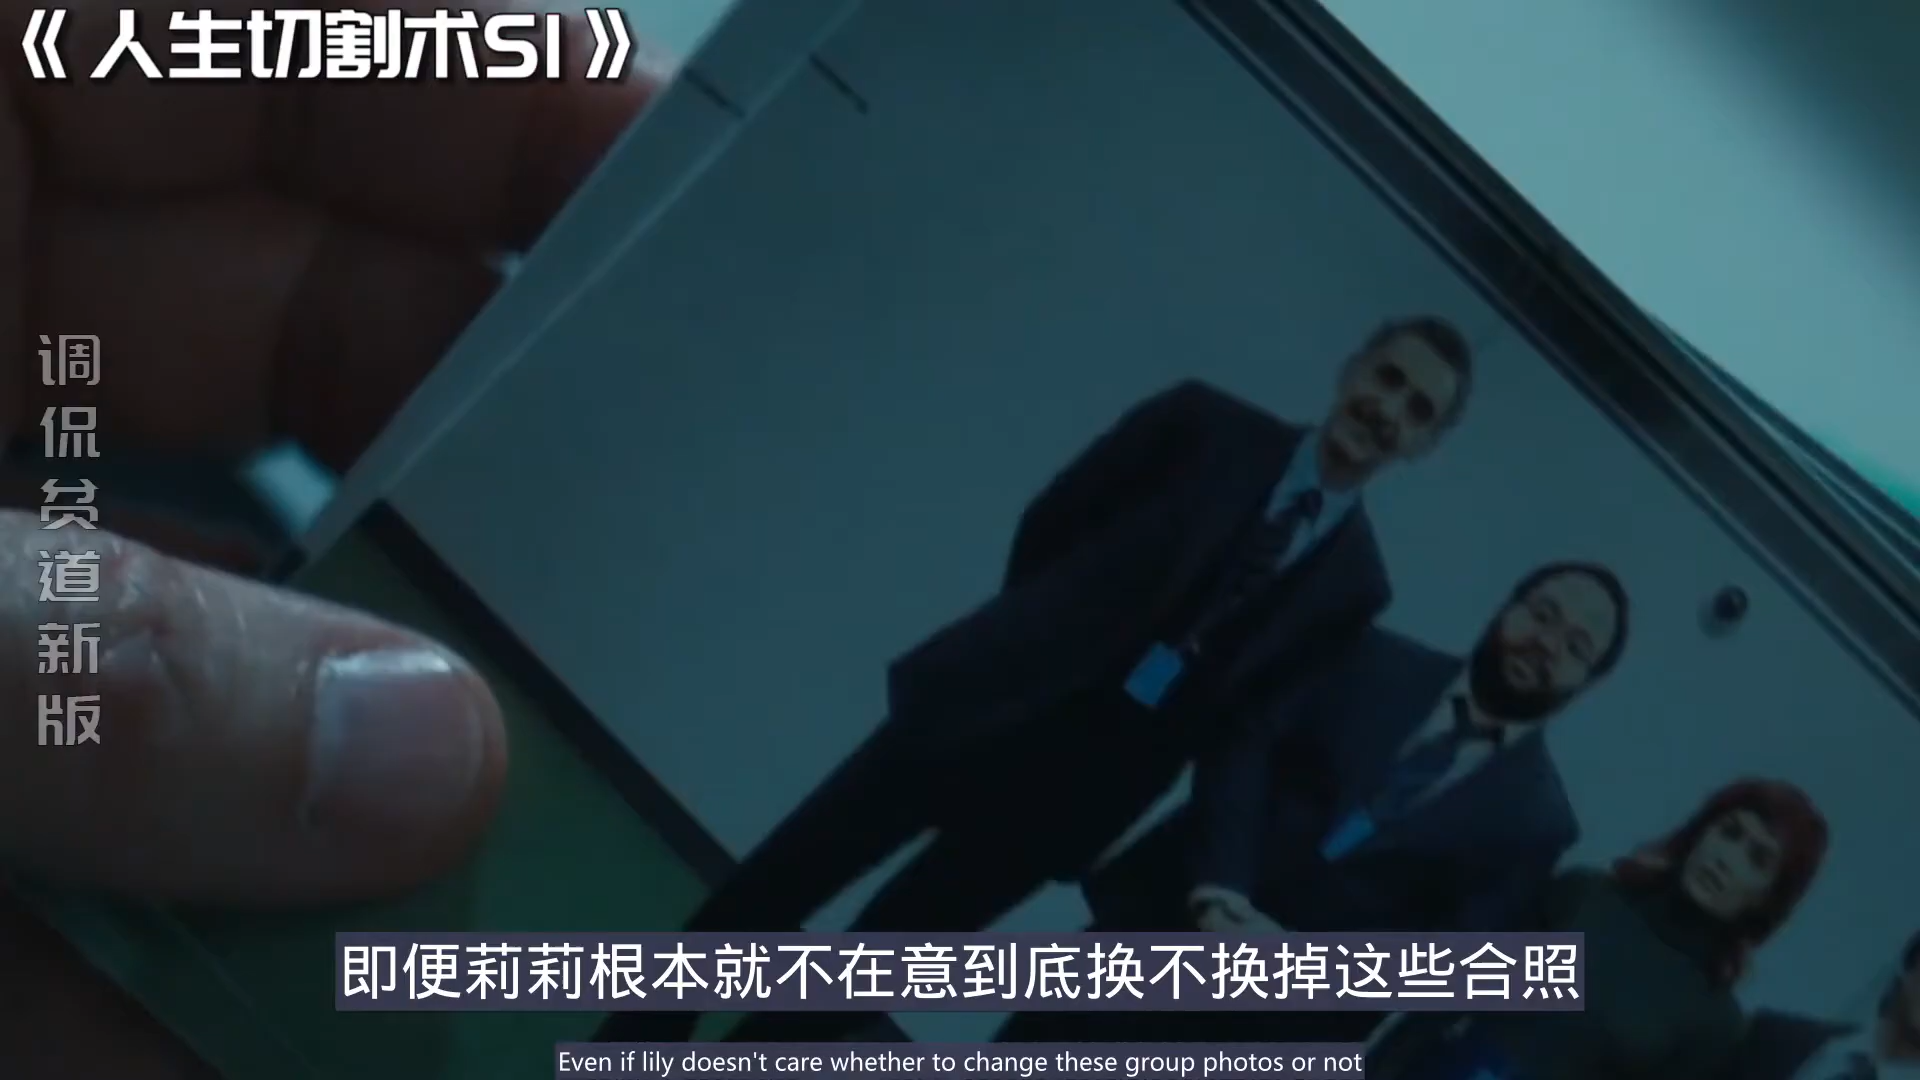 《人生切割术S1》
调侃贫道新版
即便莉莉根本就不在意到底换不换掉这些合照
Even if lily doesn't care whether to change these group photos or not